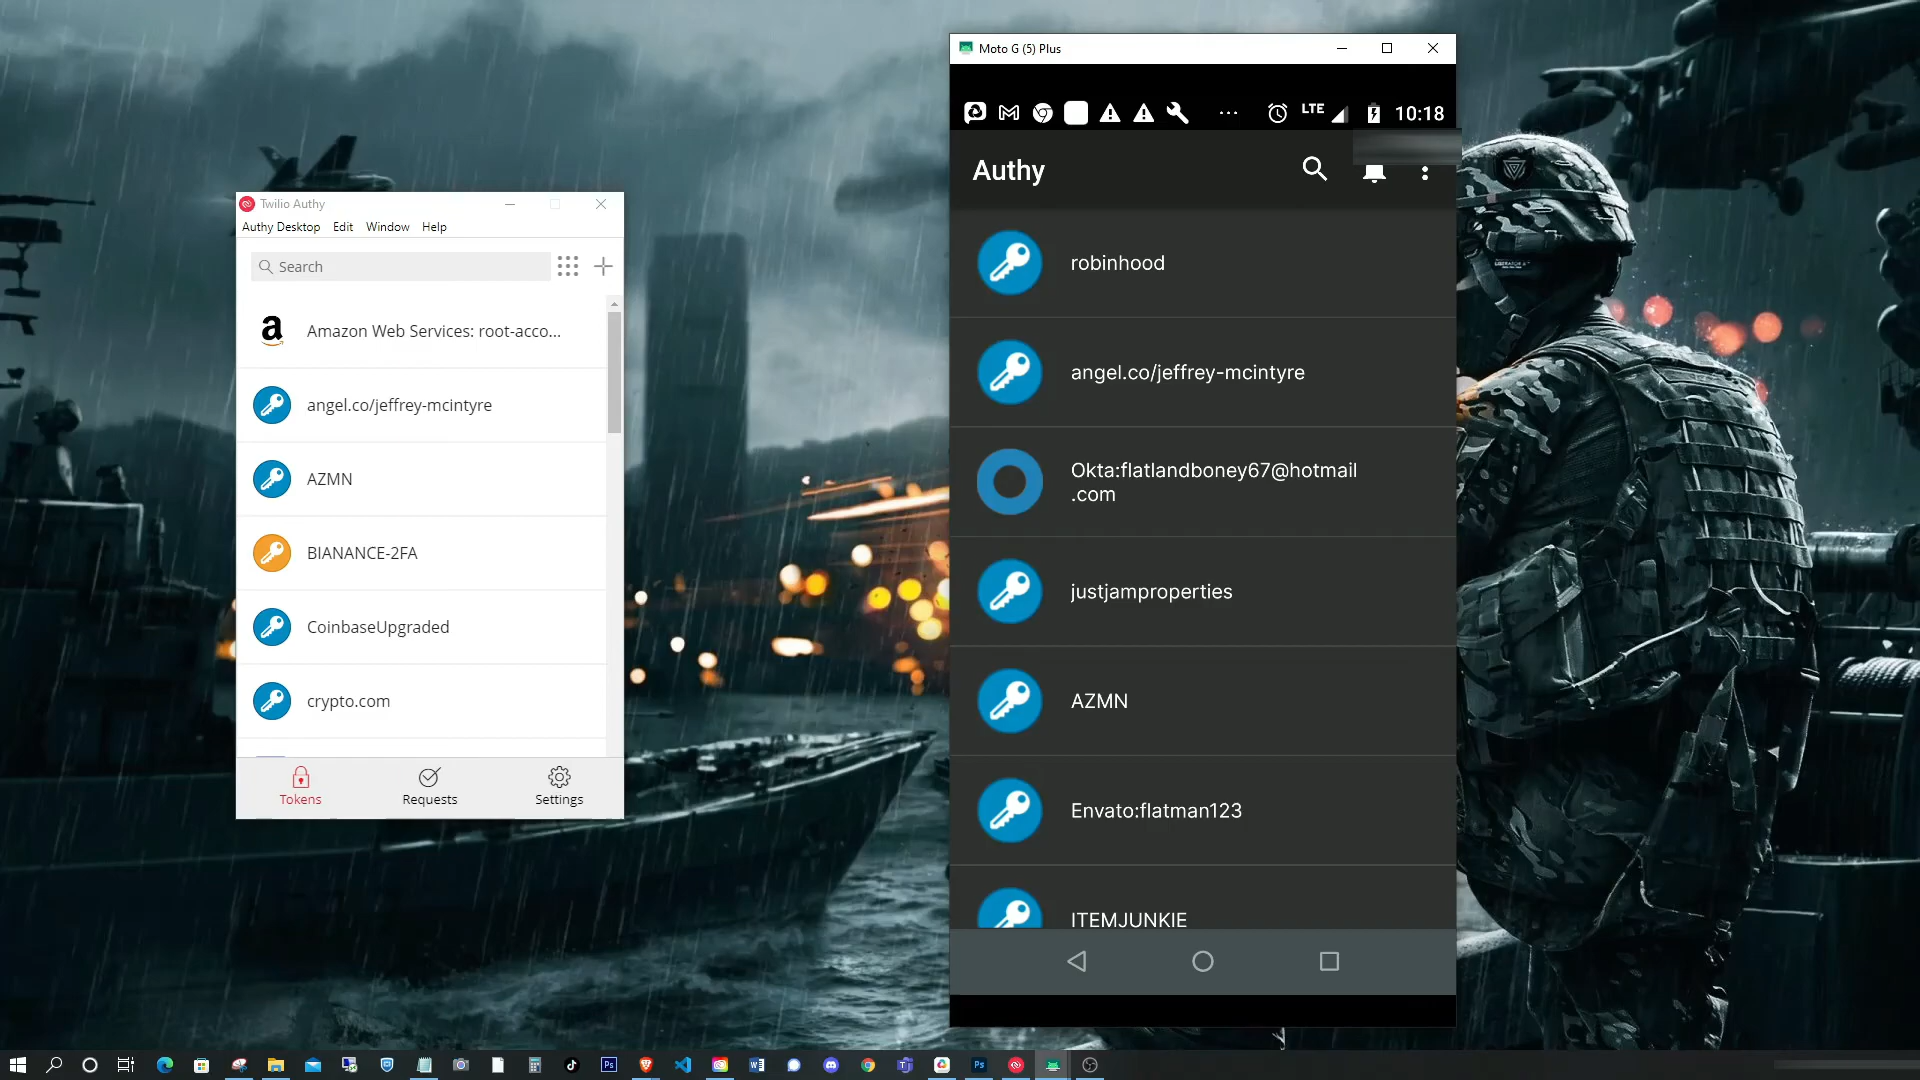 Moto G (5) Plus
LTE
10:18
Authy
robinhood
angel.co/jeffrey-mcintyre
Okta:flatlandboney67@hotmail
.com
justjamproperties
AZMN
Envato:flatman123
ITEMJUNKIE
Twilio Authy
Authy Desktop Edit Window Help
Search
Amazon Web Services: root-acco...
angel.co/jeffrey-mcintyre
AZMN
BIANANCE-2FA
CoinbaseUpgraded
crypto.com
Tokens Requests Settings